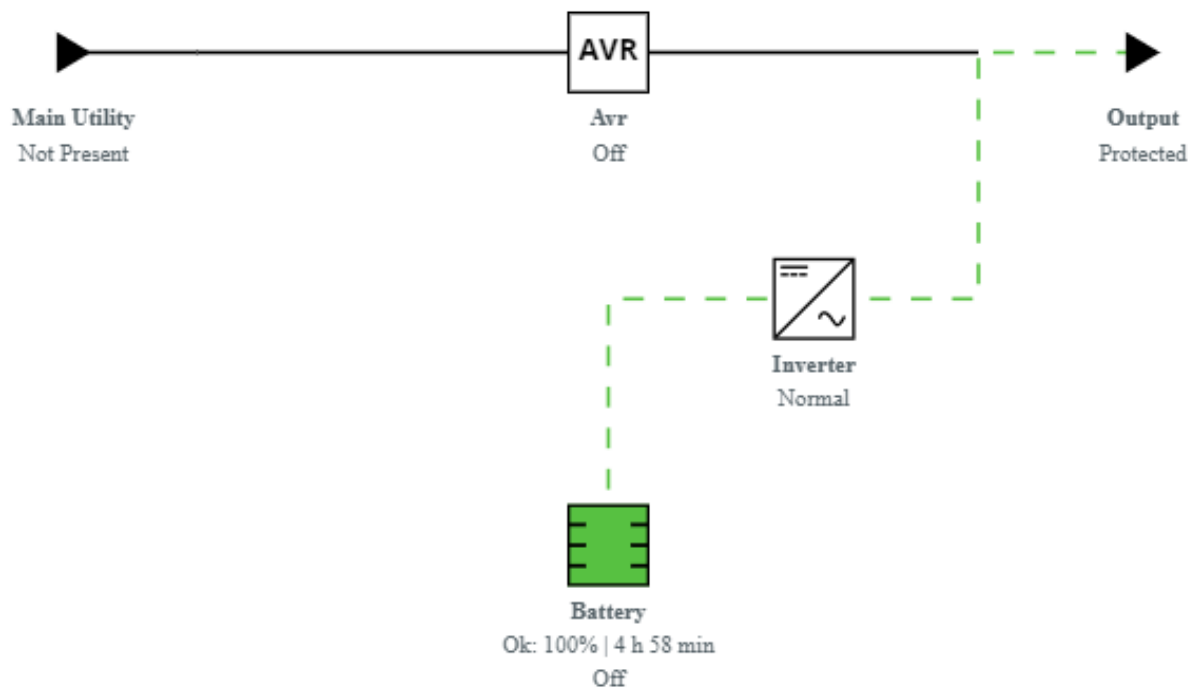 AVR
Main Utility
Not Present
Avr
Off
Output
Protected
Inverter
Normal
Battery
Ok: 100% | 4 h 58 min
Off